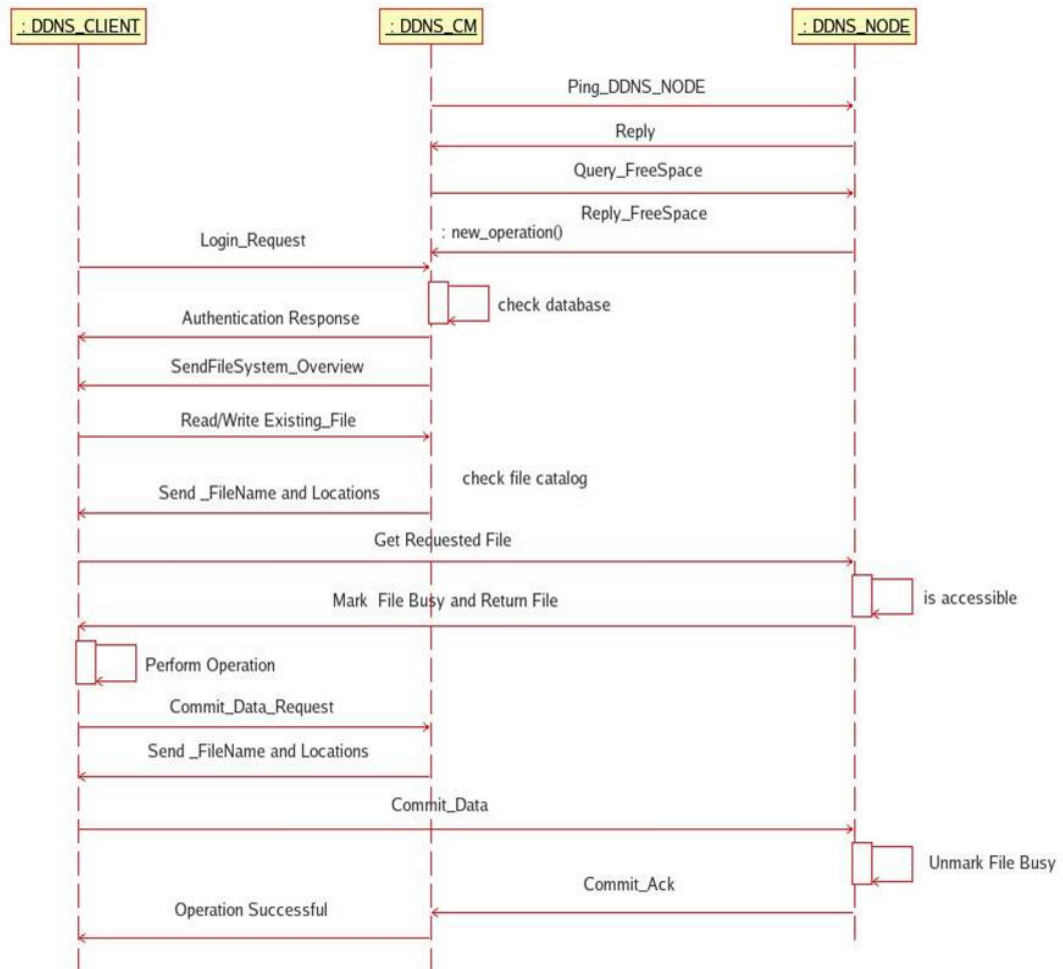 : DDNS_CLIENT
: DDNS_CM
: DDNS_NODE
Ping_DDNS_NODE
Reply
Query_FreeSpace
Reply_FreeSpace
: new_operation()
Login_Request
check database
Authentication Response
SendFileSystem_Overview
Read/Write Existing_File
check file catalog
Send _FileName and Locations
Get Requested File
is accessible
Mark File Busy and Return File
Perform Operation
Commit_Data_Request
Send _FileName and Locations
Commit_Data
Unmark File Busy
Commit_Ack
Operation Successful